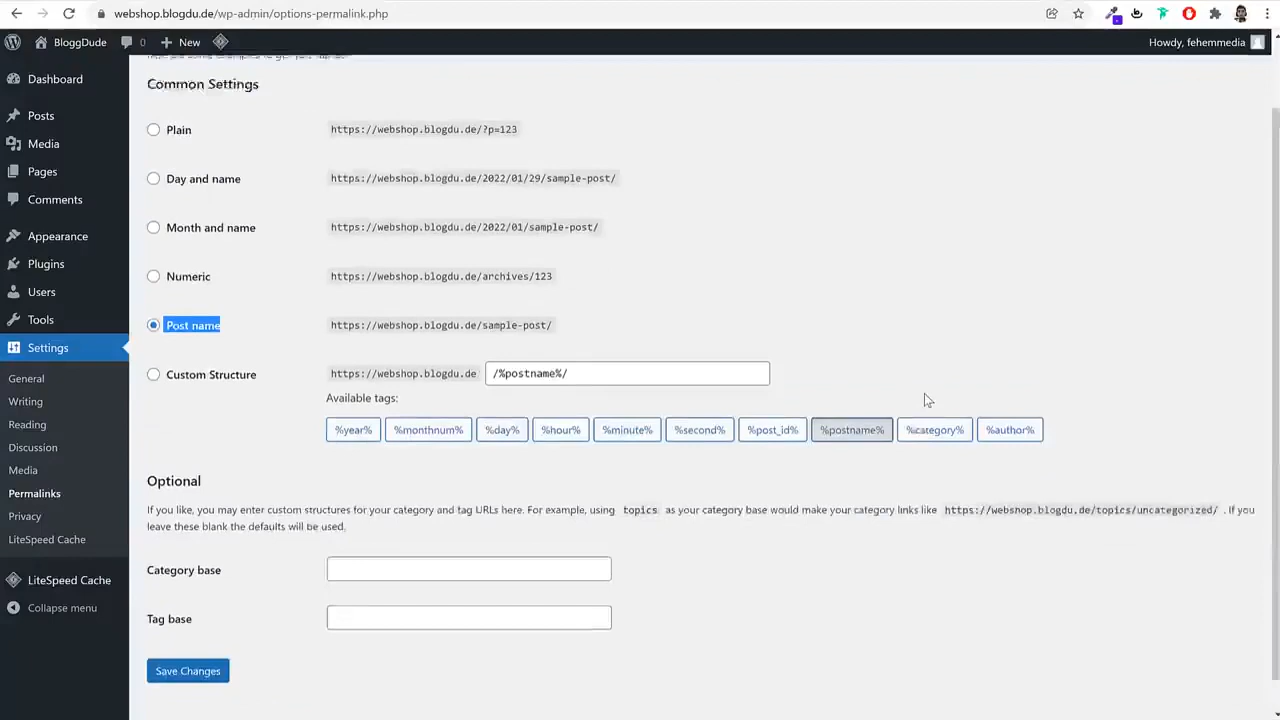 webshop.blogdu.de/wp-admin/options-permalink.php
BloggDude 0 New Howdy, fehemmedia
Dashboard
Posts
Media
Pages
Comments
Appearance
Plugins
Users
Tools
Settings
General
Writing
Reading
Discussion
Media
Permalinks
Privacy
LiteSpeed Cache
LiteSpeed Cache
Collapse menu
Common Settings
Plain https://webshop.blogdu.de/?p=123
Day and name https://webshop.blogdu.de/2022/01/29/sample-post/
Month and name https://webshop.blogdu.de/2022/01/sample-post/
Numeric https://webshop.blogdu.de/archives/123
Post name https://webshop.blogdu.de/sample-post/
Custom Structure https://webshop.blogdu.de /%postname%/
Available tags:
%year% %monthnum% %day% %hour% %minute% %second% %post_id% %postname% %category% %author%
Optional
If you like, you may enter custom structures for your category and tag URLs here. For example, using topics as your category base would make your category links like https://webshop.blogdu.de/topics/uncategorized/ . If you
leave these blank the defaults will be used.
Category base
Tag base
Save Changes